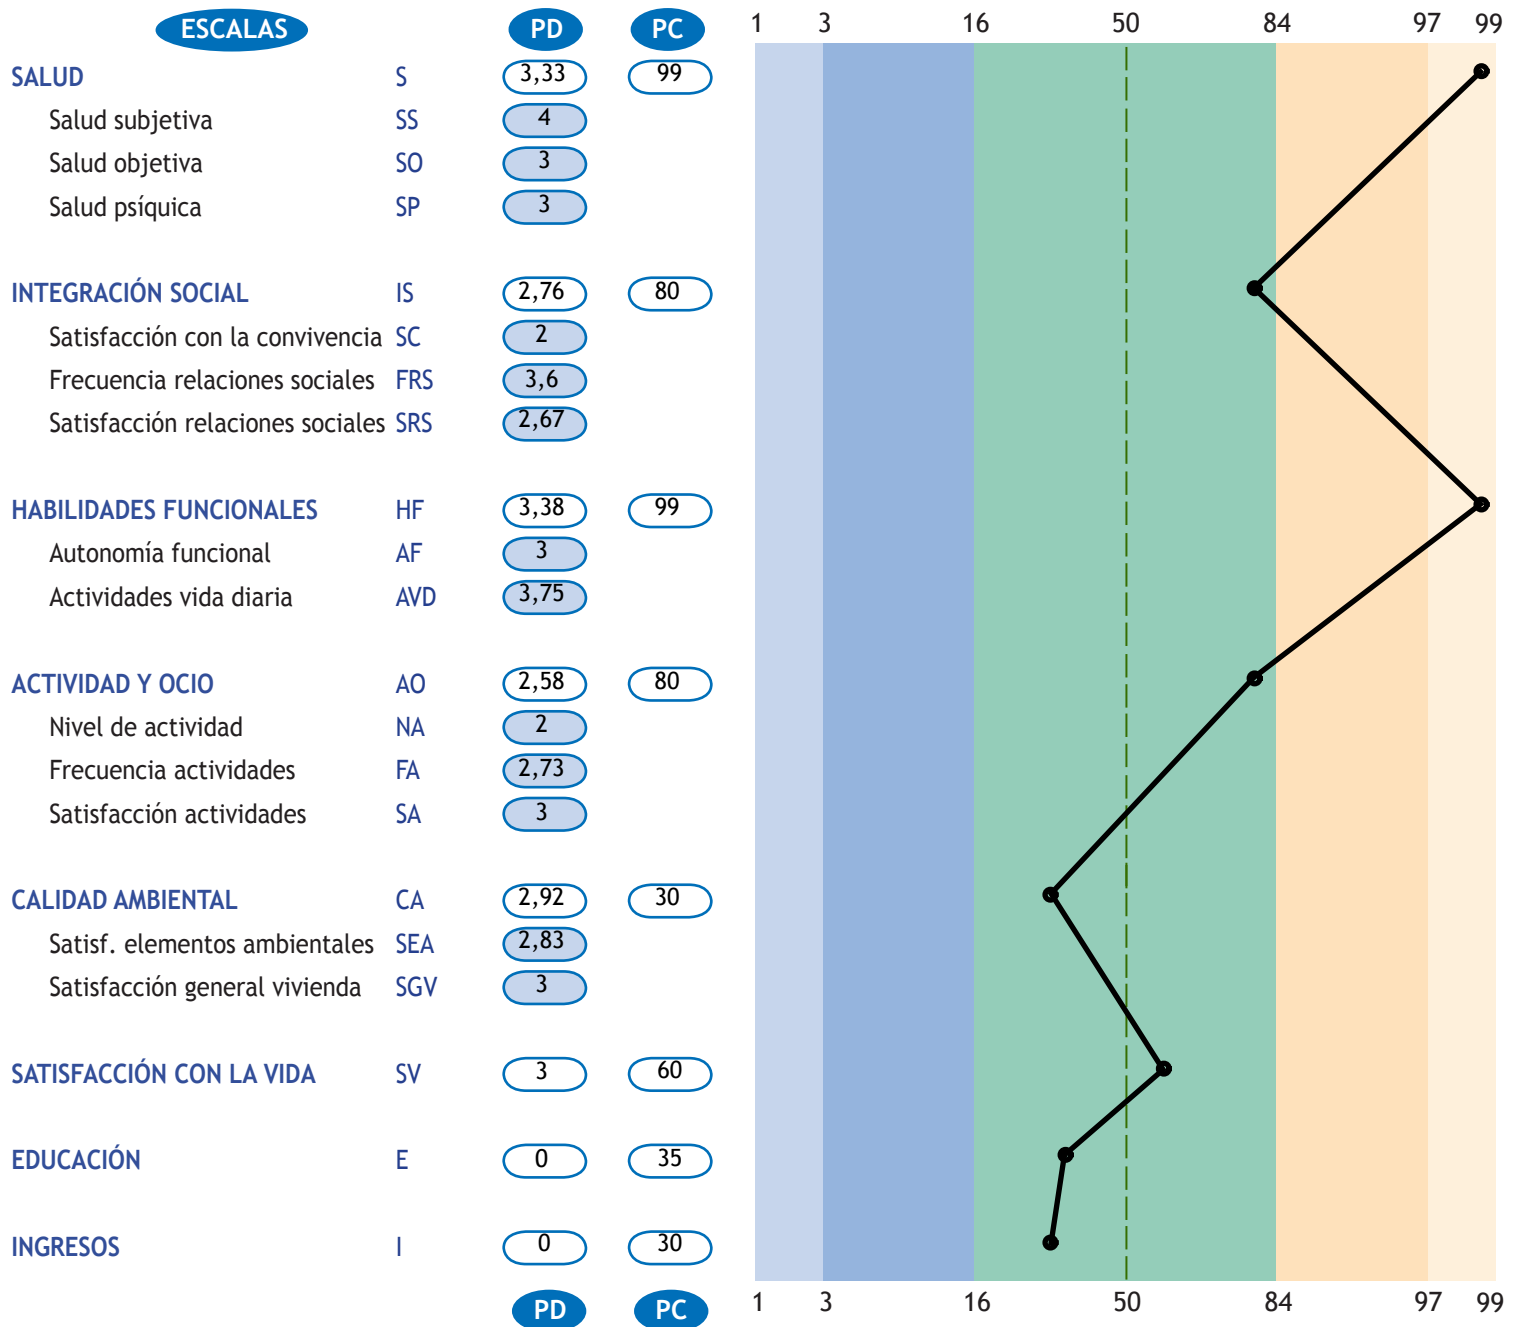 ESCALAS PD PC 1 3 16 50 84 97 99
SALUD S 3,33 99
Salud subjetiva SS 4
Salud objetiva SO 3
Salud psíquica SP 3
INTEGRACIÓN SOCIAL IS 2,76 80
Satisfacción con la convivencia SC 2
Frecuencia relaciones sociales FRS 3,6
Satisfacción relaciones sociales SRS 2,67
HABILIDADES FUNCIONALES HF 3,38 99
Autonomía funcional AF 3
Actividades vida diaria AVD 3,75
ACTIVIDAD Y OCIO AO 2,58 80
Nivel de actividad NA 2
Frecuencia actividades FA 2,73
Satisfacción actividades SA 3
CALIDAD AMBIENTAL CA 2,92 30
Satisf. elementos ambientales SEA 2,83
Satisfacción general vivienda SGV 3
SATISFACCIÓN CON LA VIDA SV 3 60
EDUCACIÓN E 0 35
INGRESOS I 0 30
PD PC 1 3 16 50 84 97 99